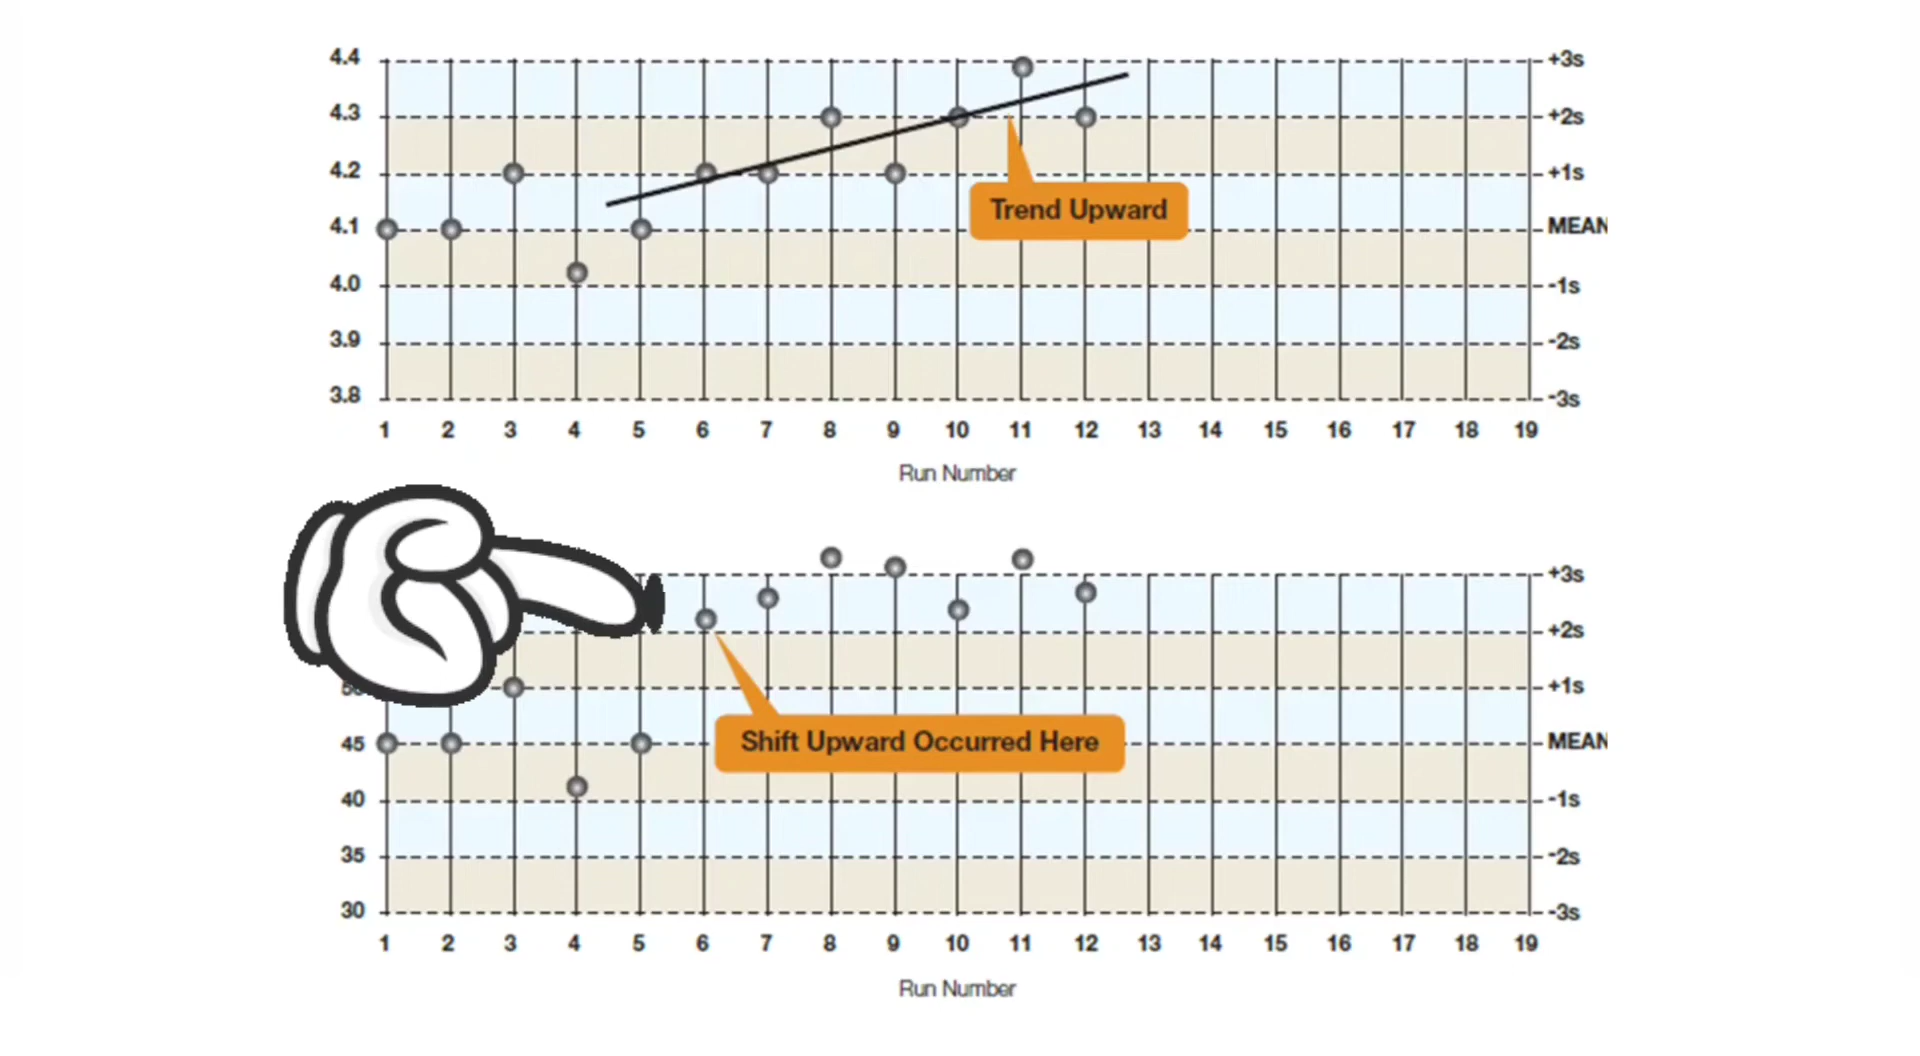 4.4 +3s
4.3 +2s
4.2 +1s
Trend Upward
4.1 MEAN
4.0 -1s
3.9 -2s
3.8 -3s
1 2 3 4 5 6 7 8 9 10 11 12 13 14 15 16 17 18 19
Run Number
+3s
+2s
+1s
45 Shift Upward Occurred Here MEAN
40 -1s
35 -2s
30 -3s
1 2 3 4 5 6 7 8 9 10 11 12 13 14 15 16 17 18 19
Run Number